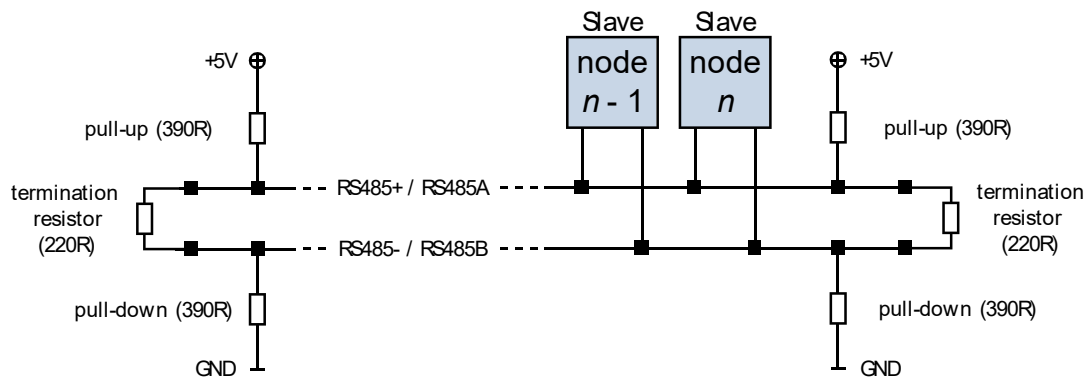 Slave
Slave
+5V
node
n - 1
node
n
+5V
pull-up (390R)
pull-up (390R)
termination
resistor
(220R)
RS485+ / RS485A
termination
resistor
(220R)
RS485- / RS485B
pull-down (390R)
pull-down (390R)
GND
GND